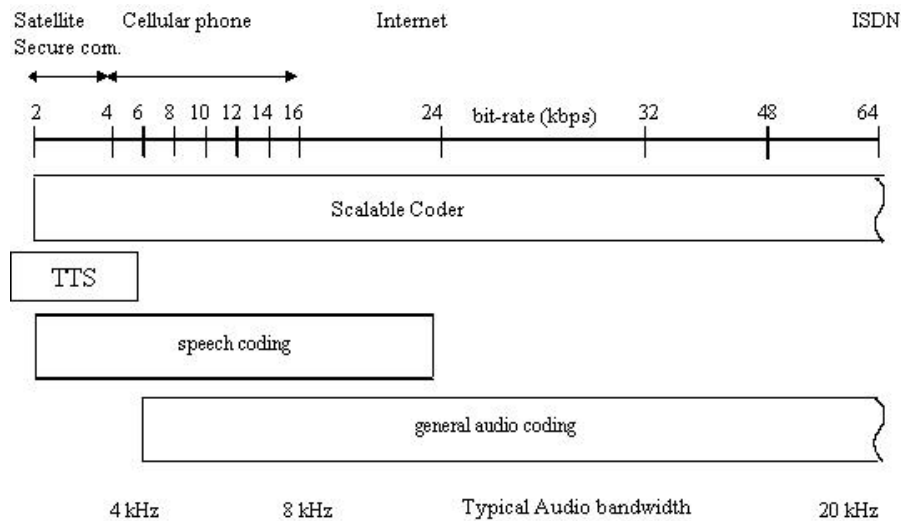 Satellite Cellular phone Internet ISDN
Secure com.
2 4 6 8 10 12 14 16 24 bit-rate (kbps) 32 48 64
Scalable Coder
TTS
speech coding
general audio coding
4 kHz 8 kHz Typical Audio bandwidth 20 kHz